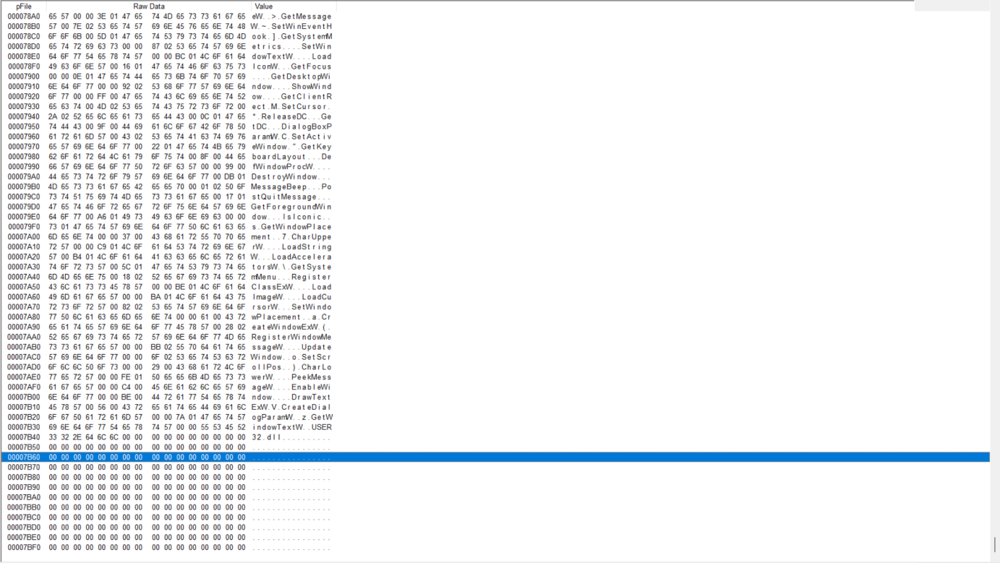 pFile Raw Data Value
000078A0 65 57 00 00 3E 01 47 65 74 4D 65 73 73 61 67 65 eW..>.GetMessage
000078B0 57 00 7E 02 53 65 74 57 69 6E 45 76 65 6E 74 48 W.~.SetWinEventH
000078C0 6F 6F 6B 00 5D 01 47 65 74 53 79 73 74 65 6D 4D ook.].GetSystemM
000078D0 65 74 72 69 63 73 00 00 87 02 53 65 74 57 69 6E etrics....SetWin
000078E0 64 6F 77 54 65 78 74 57 00 00 BC 01 4C 6F 61 64 dowTextW....Load
000078F0 49 63 6F 6E 57 00 16 01 47 65 74 46 6F 63 75 73 IconW...GetFocus
00007900 00 00 0E 01 47 65 74 44 65 73 6B 74 6F 70 57 69 ....GetDesktopWi
00007910 6E 64 6F 77 00 00 92 02 53 68 6F 77 57 69 6E 64 ndow....ShowWind
00007920 6F 77 00 00 FF 00 47 65 74 43 6C 69 65 6E 74 52 ow....GetClientR
00007930 65 63 74 00 4D 02 53 65 74 43 75 72 73 6F 72 00 ect.M.SetCursor.
00007940 2A 02 52 65 6C 65 61 73 65 44 43 00 0C 01 47 65 *.ReleaseDC...Ge
00007950 74 44 43 00 9F 00 44 69 61 6C 6F 67 42 6F 78 50 tDC...DialogBoxP
00007960 61 72 61 6D 57 00 43 02 53 65 74 41 63 74 69 76 aramW.C.SetActiv
00007970 65 57 69 6E 64 6F 77 00 22 01 47 65 74 4B 65 79 eWindow.".GetKey
00007980 62 6F 61 72 64 4C 61 79 6F 75 74 00 8F 00 44 65 boardLayout...De
00007990 66 57 69 6E 64 6F 77 50 72 6F 63 57 00 00 99 00 fWindowProcW....
000079A0 44 65 73 74 72 6F 79 57 69 6E 64 6F 77 00 DB 01 DestroyWindow...
000079B0 4D 65 73 73 61 67 65 42 65 65 70 00 01 02 50 6F MessageBeep...Po
000079C0 73 74 51 75 69 74 4D 65 73 73 61 67 65 00 17 01 stQuitMessage...
000079D0 47 65 74 46 6F 72 65 67 72 6F 75 6E 64 57 69 6E GetForegroundWin
000079E0 64 6F 77 00 A6 01 49 73 49 63 6F 6E 69 63 00 00 dow...IsIconic..
000079F0 73 01 47 65 74 57 69 6E 64 6F 77 50 6C 61 63 65 s.GetWindowPlace
00007A00 6D 65 6E 74 00 00 37 00 43 68 61 72 55 70 70 65 ment..7.CharUppe
00007A10 72 57 00 00 C9 01 4C 6F 61 64 53 74 72 69 6E 67 rW....LoadString
00007A20 57 00 B4 01 4C 6F 61 64 41 63 63 65 6C 65 72 61 W...LoadAccelera
00007A30 74 6F 72 73 57 00 5C 01 47 65 74 53 79 73 74 65 torsW.\.GetSyste
00007A40 6D 4D 65 6E 75 00 18 02 52 65 67 69 73 74 65 72 mMenu...Register
00007A50 43 6C 61 73 73 45 78 57 00 00 BE 01 4C 6F 61 64 ClassExW....Load
00007A60 49 6D 61 67 65 57 00 00 BA 01 4C 6F 61 64 43 75 ImageW....LoadCu
00007A70 72 73 6F 72 57 00 82 02 53 65 74 57 69 6E 64 6F rsorW...SetWindo
00007A80 77 50 6C 61 63 65 6D 65 6E 74 00 00 61 00 43 72 wPlacement..a.Cr
00007A90 65 61 74 65 57 69 6E 64 6F 77 45 78 57 00 28 02 eateWindowExW.(.
00007AA0 52 65 67 69 73 74 65 72 57 69 6E 64 6F 77 4D 65 RegisterWindowMe
00007AB0 73 73 61 67 65 57 00 00 BB 02 55 70 64 61 74 65 ssageW....Update
00007AC0 57 69 6E 64 6F 77 00 00 6F 02 53 65 74 53 63 72 Window..o.SetScr
00007AD0 6F 6C 6C 50 6F 73 00 00 29 00 43 68 61 72 4C 6F ollPos..).CharLo
00007AE0 77 65 72 57 00 00 FE 01 50 65 65 6B 4D 65 73 73 werW....PeekMess
00007AF0 61 67 65 57 00 00 C4 00 45 6E 61 62 6C 65 57 69 ageW....EnableWi
00007B00 6E 64 6F 77 00 00 BE 00 44 72 61 77 54 65 78 74 ndow....DrawText
00007B10 45 78 57 00 56 00 43 72 65 61 74 65 44 69 61 6C ExW.V.CreateDial
00007B20 6F 67 50 61 72 61 6D 57 00 00 7A 01 47 65 74 57 ogParamW..z.GetW
00007B30 69 6E 64 6F 77 54 65 78 74 57 00 00 55 53 45 52 indowTextW..USER
00007B40 33 32 2E 64 6C 6C 00 00 00 00 00 00 00 00 00 00 32.dll..........
00007B50 00 00 00 00 00 00 00 00 00 00 00 00 00 00 00 00 ................
00007B60 00 00 00 00 00 00 00 00 00 00 00 00 00 00 00 00 ................
00007B70 00 00 00 00 00 00 00 00 00 00 00 00 00 00 00 00 ................
00007B80 00 00 00 00 00 00 00 00 00 00 00 00 00 00 00 00 ................
00007B90 00 00 00 00 00 00 00 00 00 00 00 00 00 00 00 00 ................
00007BA0 00 00 00 00 00 00 00 00 00 00 00 00 00 00 00 00 ................
00007BB0 00 00 00 00 00 00 00 00 00 00 00 00 00 00 00 00 ................
00007BC0 00 00 00 00 00 00 00 00 00 00 00 00 00 00 00 00 ................
00007BD0 00 00 00 00 00 00 00 00 00 00 00 00 00 00 00 00 ................
00007BE0 00 00 00 00 00 00 00 00 00 00 00 00 00 00 00 00 ................
00007BF0 00 00 00 00 00 00 00 00 00 00 00 00 00 00 00 00 ................